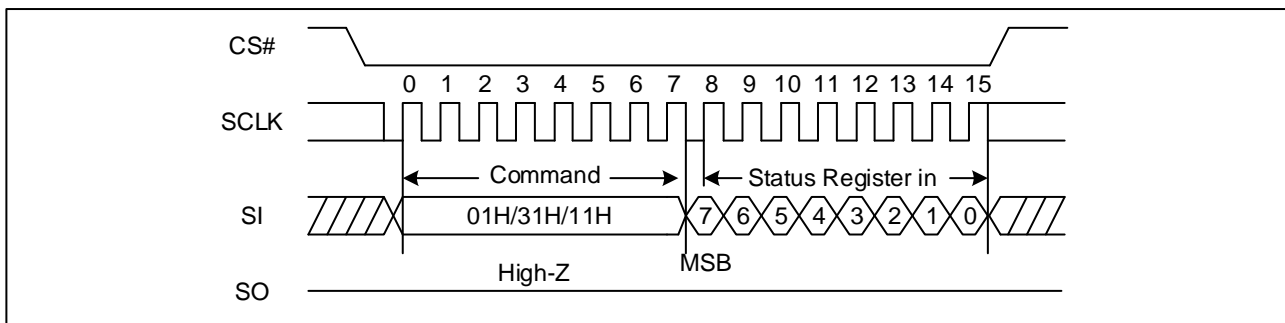 CS#
0 1 2 3 4 5 6 7 8 9 10 11 12 13 14 15
SCLK
Command Status Register in
SI 01H/31H/11H 7 6 5 4 3 2 1 0
High-Z MSB
SO